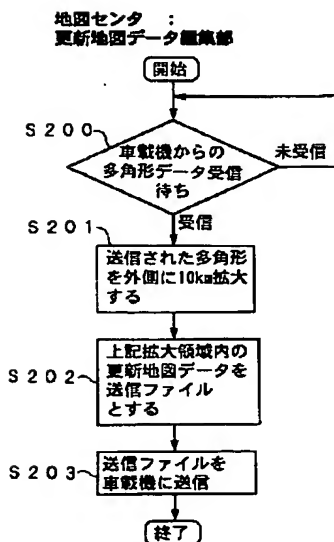 地図センタ :
更新地図データ編集部
開始
S200
車載機からの
多角形データ受信
待ち
未受信
受信
S201
送信された多角形
を外側に10km拡大
する
S202
上記拡大領域内の
更新地図データを
送信ファイル
とする
S203
送信ファイルを
車載機に送信
終了